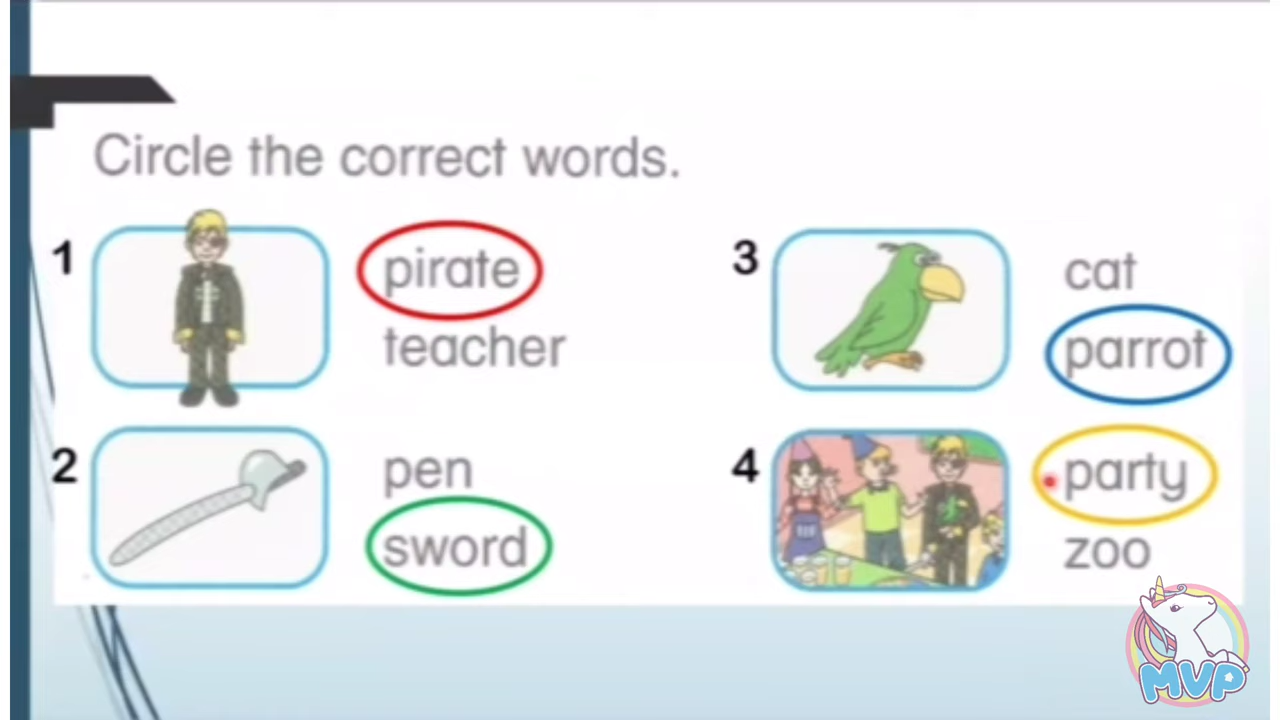 Circle the correct words.
1
pirate
teacher
2
pen
sword
3
cat
parrot
4
party
zoo
MVP